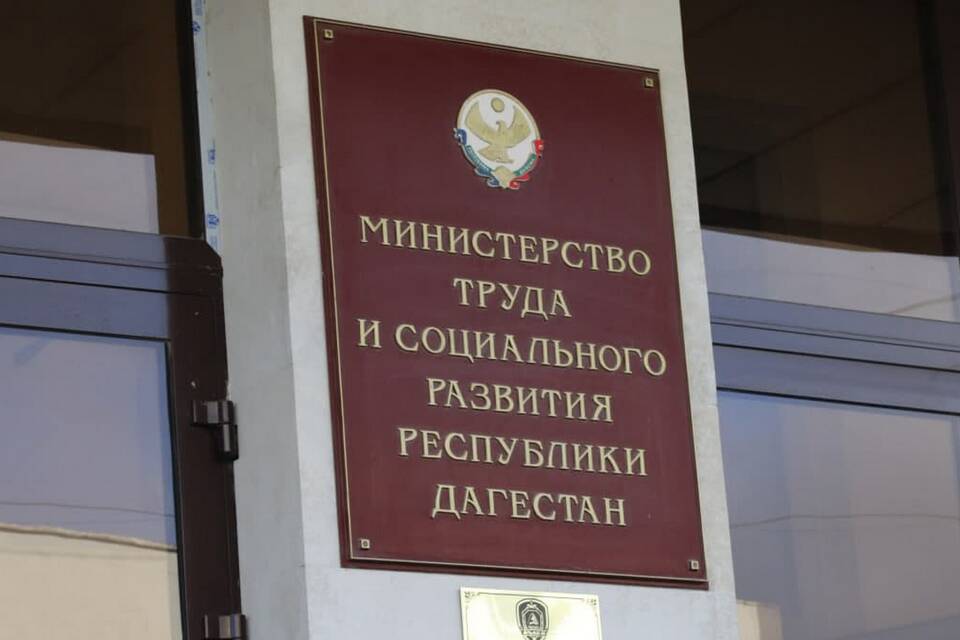 МИНИСТЕРСТВО
ТРУДА
И СОЦИАЛЬНОГО
РАЗВИТИЯ
РЕСПУБЛИКИ
ДАГЕСТАН